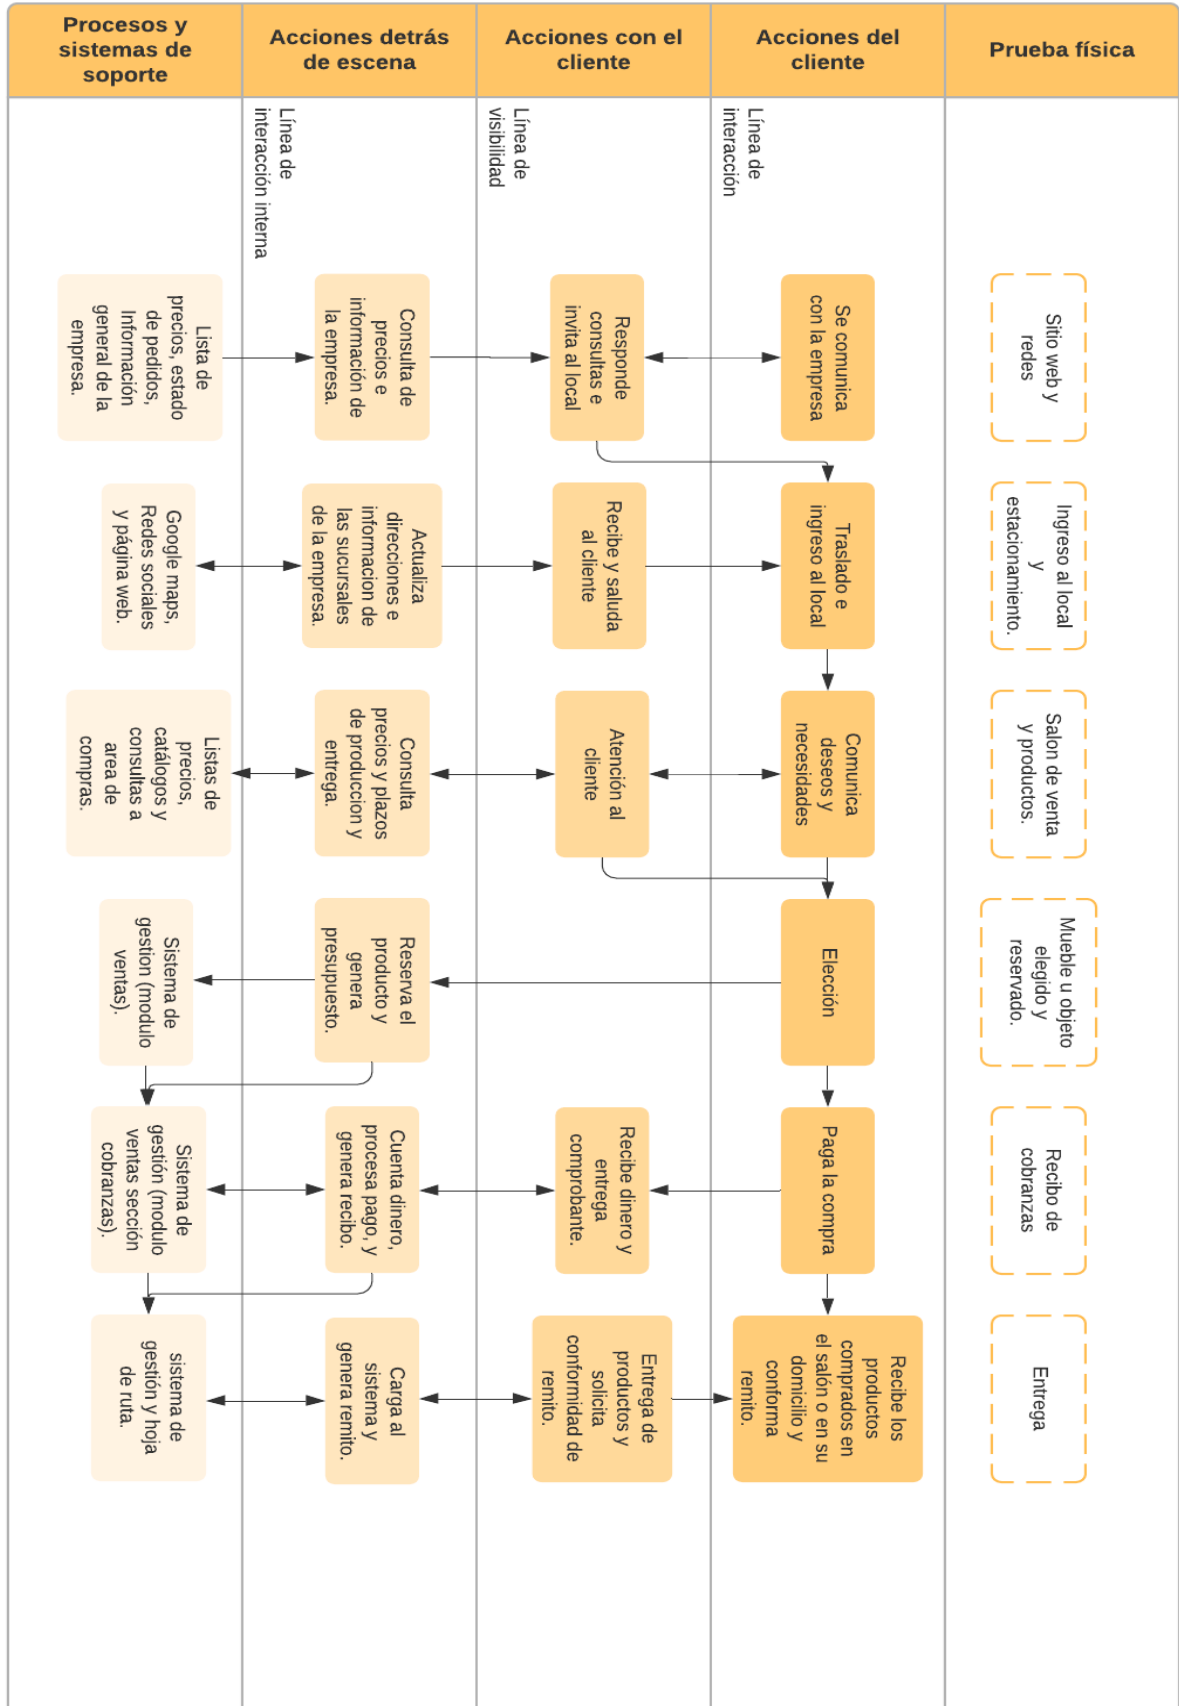 Procesos y
sistemas de
soporte
Acciones detrás
de escena
Acciones con el
cliente
Acciones del
cliente
Prueba física
Línea de
interacción interna
Línea de
visibilidad
Línea de
interacción
Sitio web y
redes
Ingreso al local
y
estacionamiento.
Salon de venta
y productos.
Mueble u objeto
elegido y
reservado.
Recibo de
cobranzas
Entrega
Se comunica
con la empresa
Traslado e
ingreso al local
Comunica
deseos y
necesidades
Elección
Paga la compra
Recibe los
productos
comprados en
el salón o en su
domicilio y
conforma
remito.
Responde
consultas e
invita al local
Recibe y saluda
al cliente
Atención al
cliente
Recibe dinero y
entrega
comprobante.
Entrega de
productos y
solicita
conformidad de
remito.
Consulta de
precios e
información de
la empresa.
Actualiza
direcciones e
informacion de
las sucursales
de la empresa.
Consulta
precios y plazos
de produccion y
entrega.
Reserva el
producto y
genera
presupuesto.
Cuenta dinero,
procesa pago, y
genera recibo.
Carga al
sistema y
genera remito.
Lista de
precios, estado
de pedidos,
Información
general de la
empresa.
Google maps,
Redes sociales
y página web.
Listas de
precios,
catálogos y
consultas a
area de
compras.
Sistema de
gestion (modulo
ventas).
Sistema de
gestión (modulo
ventas sección
cobranzas).
sistema de
gestión y hoja
de ruta.